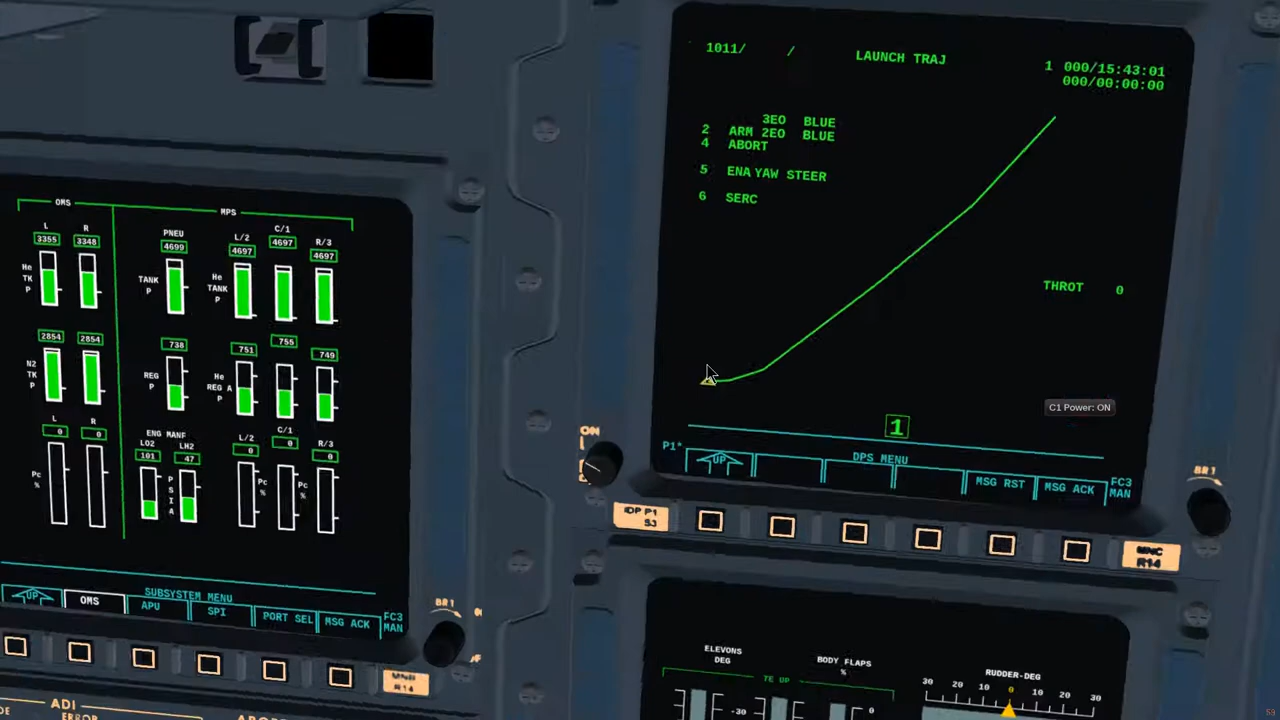 1011/ / LAUNCH TRAJ 1 000/15:43:01
000/00:00:00
3EO BLUE
2 ARM 2EO BLUE
4 ABORT
5 ENA YAW STEER
6 SERC
THROT 0
C1 Power: ON
1
P1* UP DPS MENU MSG RST MSG ACK FC3 MAN
ON
IDP P1
S3
MNC
R14
BR1
OMS MPS
L R PNEU L/2 C/1 R/3
3355 3348 4699 4697 4697 4697
He TK P TANK P He TANK P
2854 2854 738 751 755 749
N2 TK P REG P He REG A P
L R ENG MANF L/2 C/1 R/3
LO2 LH2
0 0 101 47 0 0 0
Pc % PSIA Pc % Pc %
SUBSYSTEM MENU
UP OMS APU SPI PORT SEL MSG ACK FC3 MAN
BR1
MNB
R14
ADI
ERROR
ELEVONS
DEG
BODY FLAPS
%
RUDDER-DEG
TE UP
30 20 10 0 10 20 30
-30 0
59